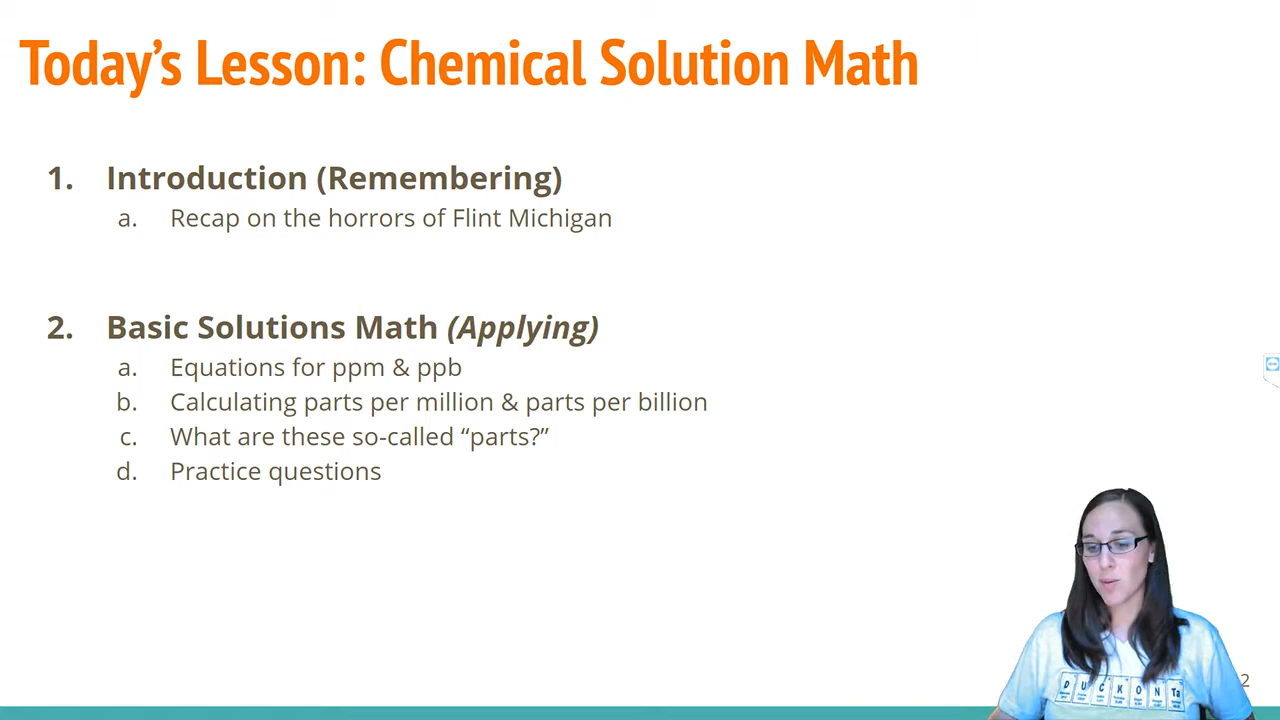 Today's Lesson: Chemical Solution Math
1. Introduction (Remembering)
a. Recap on the horrors of Flint Michigan
2. Basic Solutions Math (Applying)
a. Equations for ppm & ppb
b. Calculating parts per million & parts per billion
c. What are these so-called “parts?”
d. Practice questions
D U C K O N Ta
2